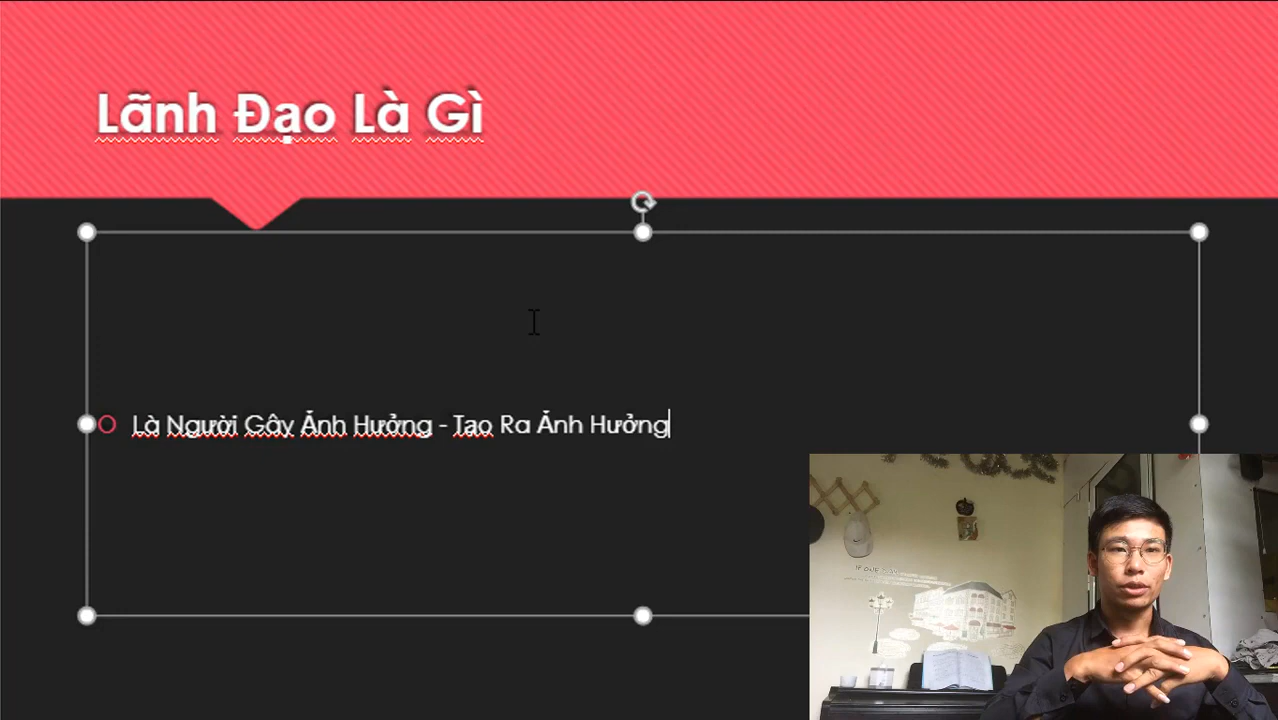 Lãnh Đạo Là Gì
Là Người Gây Ảnh Hưởng - Tạo Ra Ảnh Hưởng